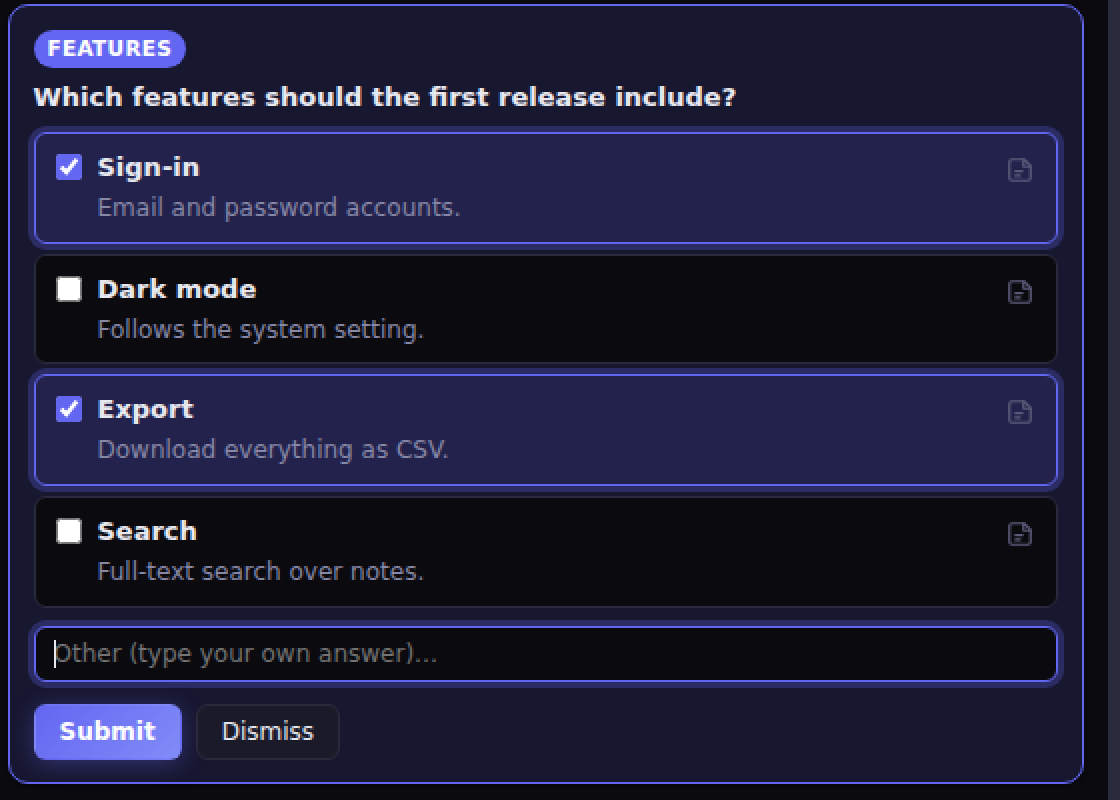 FEATURES
Which features should the first release include?
Sign-in
Email and password accounts.
Dark mode
Follows the system setting.
Export
Download everything as CSV.
Search
Full-text search over notes.
Other (type your own answer)...
Submit
Dismiss